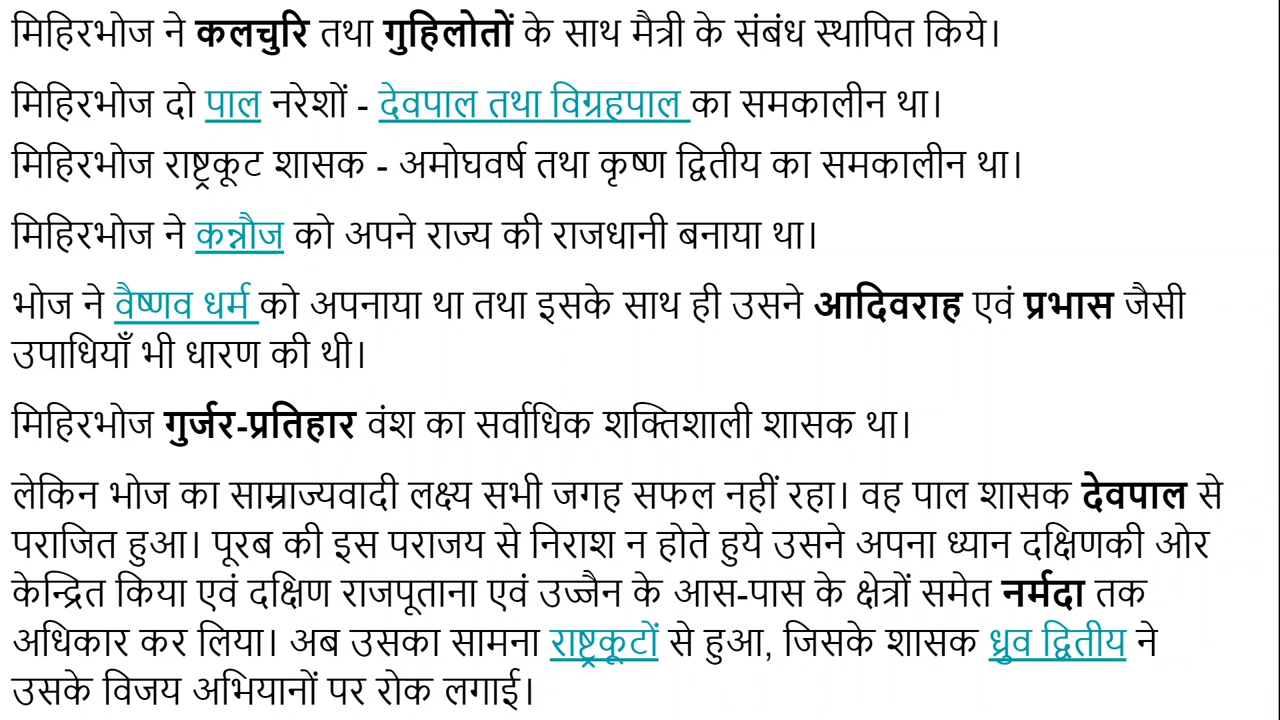 मिहिरभोज ने कलचुरि तथा गुहिलोतों के साथ मैत्री के संबंध स्थापित किये।
मिहिरभोज दो पाल नरेशों - देवपाल तथा विग्रहपाल का समकालीन था।
मिहिरभोज राष्ट्रकूट शासक - अमोघवर्ष तथा कृष्ण द्वितीय का समकालीन था।
मिहिरभोज ने कन्नौज को अपने राज्य की राजधानी बनाया था।
भोज ने वैष्णव धर्म को अपनाया था तथा इसके साथ ही उसने आदिवराह एवं प्रभास जैसी
उपाधियाँ भी धारण की थी।
मिहिरभोज गुर्जर-प्रतिहार वंश का सर्वाधिक शक्तिशाली शासक था।
लेकिन भोज का साम्राज्यवादी लक्ष्य सभी जगह सफल नहीं रहा। वह पाल शासक देवपाल से
पराजित हुआ। पूरब की इस पराजय से निराश न होते हुये उसने अपना ध्यान दक्षिणकी ओर
केन्द्रित किया एवं दक्षिण राजपूताना एवं उज्जैन के आस-पास के क्षेत्रों समेत नर्मदा तक
अधिकार कर लिया। अब उसका सामना राष्ट्रकूटों से हुआ, जिसके शासक ध्रुव द्वितीय ने
उसके विजय अभियानों पर रोक लगाई।